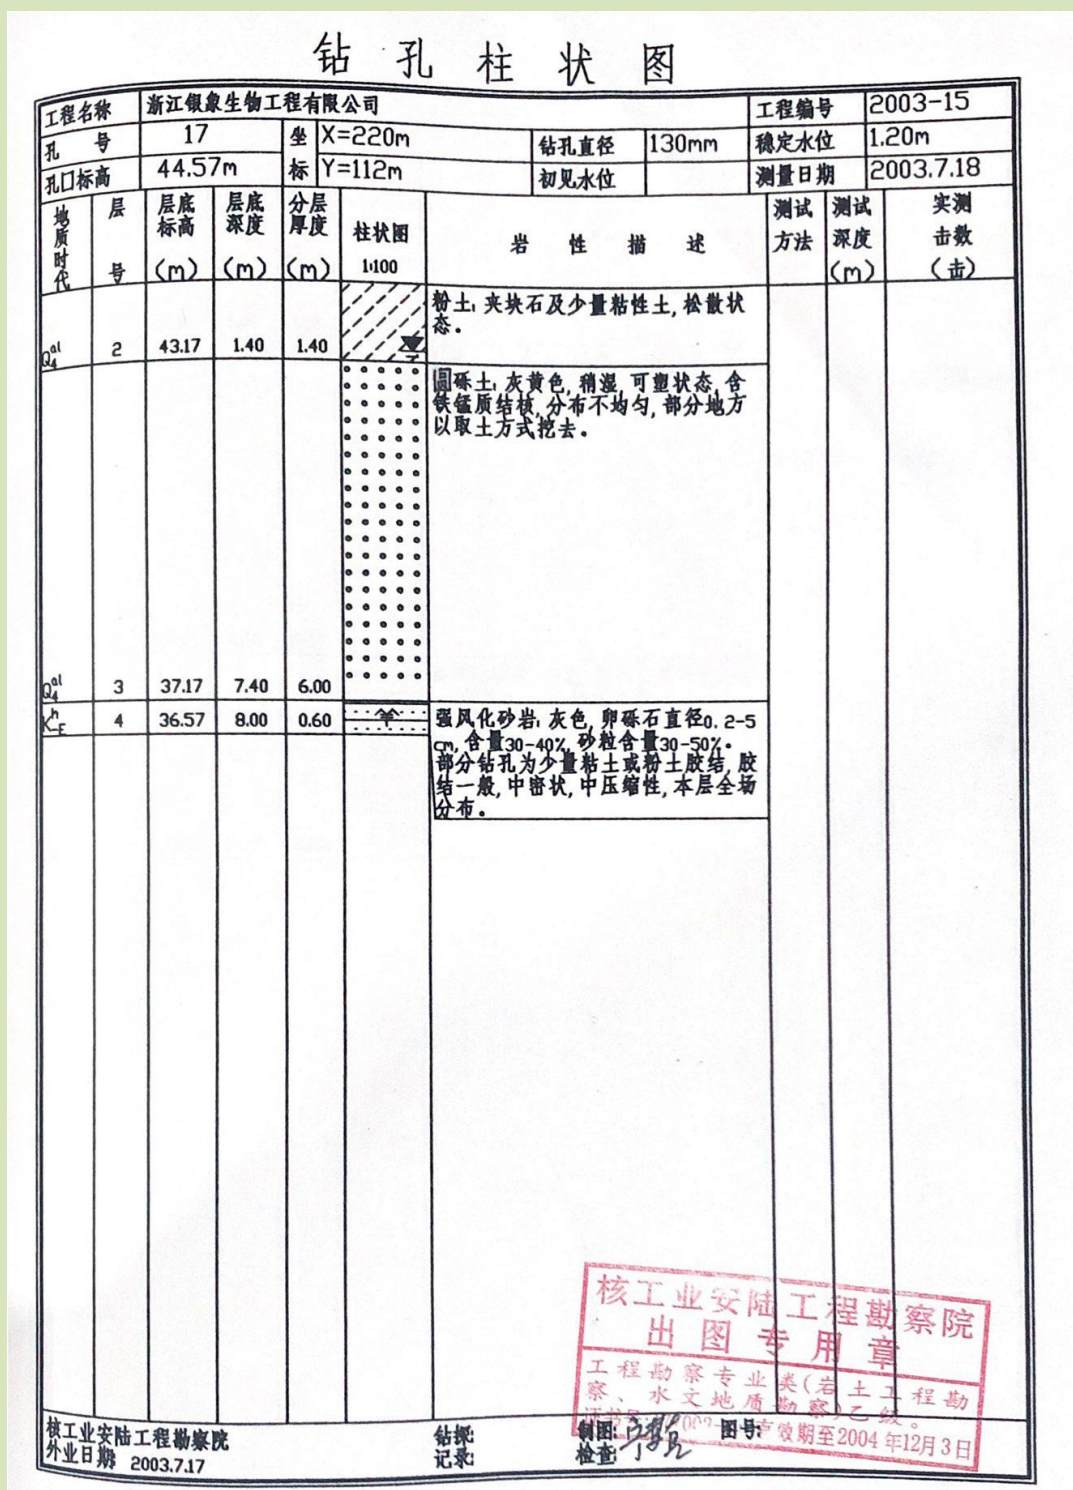 钻孔柱状图
工程名称 浙江银象生物工程有限公司 工程编号 2003-15
孔号 17 坐标 X=220m 钻孔直径 130mm 稳定水位 1.20m
孔口标高 44.57m Y=112m 初见水位 测量日期 2003.7.18
地质时代 层号 层底标高(m) 层底深度(m) 分层厚度(m) 柱状图 1:100 岩性描述 测试方法 测试深度(m) 实测击数(击)
粉土: 夹块石及少量粘性土, 松散状
态。
Q4al 2 43.17 1.40 1.40
圆砾土: 灰黄色, 稍湿, 可塑状态, 含
铁锰质结核, 分布不均匀, 部分地方
以取土方式挖去。
Q4al 3 37.17 7.40 6.00
K-Eh 4 36.57 8.00 0.60
强风化砂岩: 灰色, 卵砾石直径0.2-5
cm, 含量30-40%, 砂粒含量30-50%。
部分钻孔为少量粘土或粉土胶结, 胶
结一般, 中密状, 中压缩性, 本层全场
分布。
核工业安陆工程勘察院
出图专用章
工程勘察专业类(岩土工程勘
察、水文地质勘察)乙级。
效期至2004年12月3日
核工业安陆工程勘察院 钻探: 制图: 图号:
外业日期: 2003.7.17 记录: 检查: